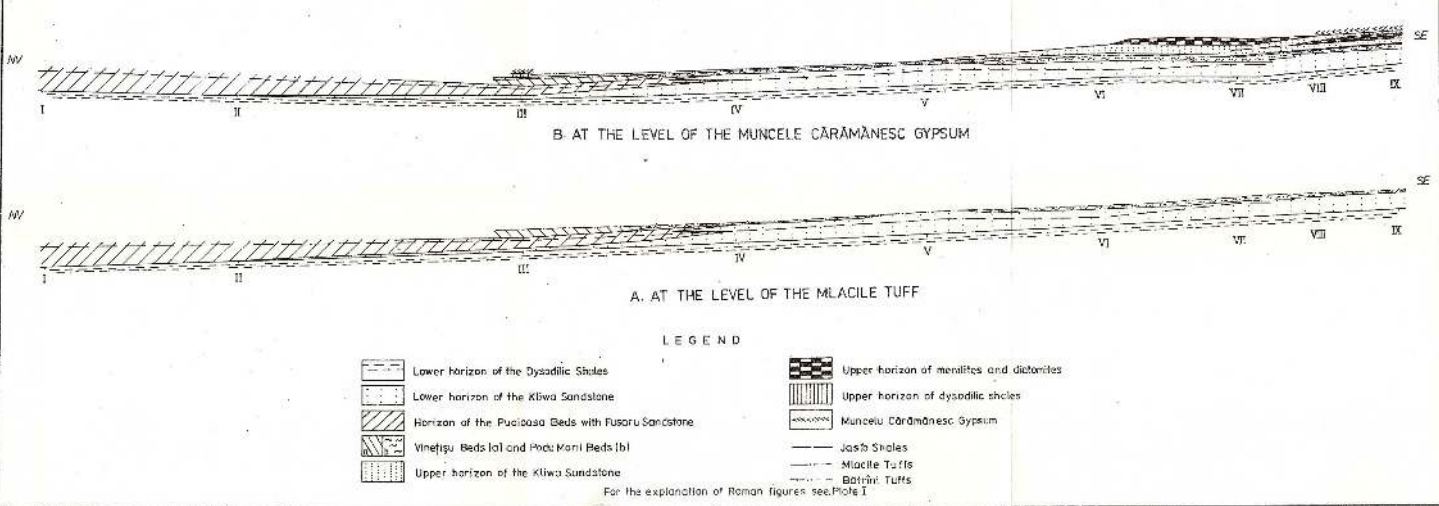 NV
SE
I II III IV V VI VII VIII IX
B. AT THE LEVEL OF THE MUNCELE CĂRĂMĂNESC GYPSUM
NV
SE
I II III IV V VI VII VIII IX
A. AT THE LEVEL OF THE MLACILE TUFF
LEGEND
Lower horizon of the Dysodilic Shales
Lower horizon of the Kliwa Sandstone
Horizon of the Pucioasa Beds with Fusaru Sandstone
Vinețișu Beds (a) and Podu Morii Beds (b)
Upper horizon of the Kliwa Sandstone
Upper horizon of menilites and diatomites
Upper horizon of dysodilic shales
Muncelu Cărămănesc Gypsum
Jaslo Shales
Mlacile Tuffs
Bătrîni Tuffs
For the explanation of Roman figures see Plate I